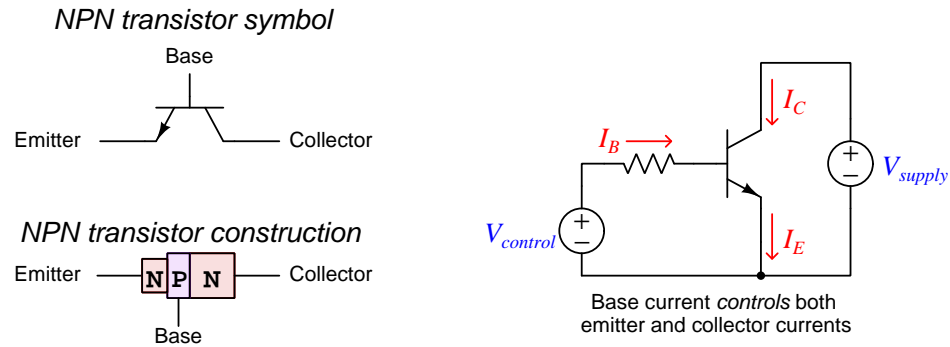 NPN transistor symbol
Base
Emitter
Collector
NPN transistor construction
Emitter
N P N
Collector
Base
I_C
I_B
+
−
V_supply
+
−
V_control
I_E
Base current controls both
emitter and collector currents